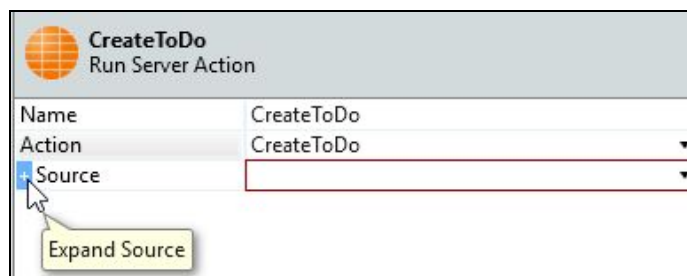 CreateToDo
Run Server Action
Name CreateToDo
Action CreateToDo
+ Source
Expand Source